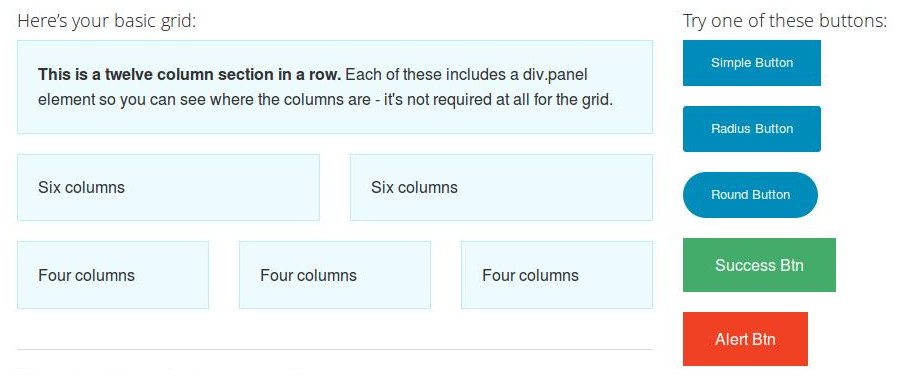 Here's your basic grid:
This is a twelve column section in a row. Each of these includes a div.panel
element so you can see where the columns are - it's not required at all for the grid.
Six columns
Six columns
Four columns
Four columns
Four columns
Try one of these buttons:
Simple Button
Radius Button
Round Button
Success Btn
Alert Btn